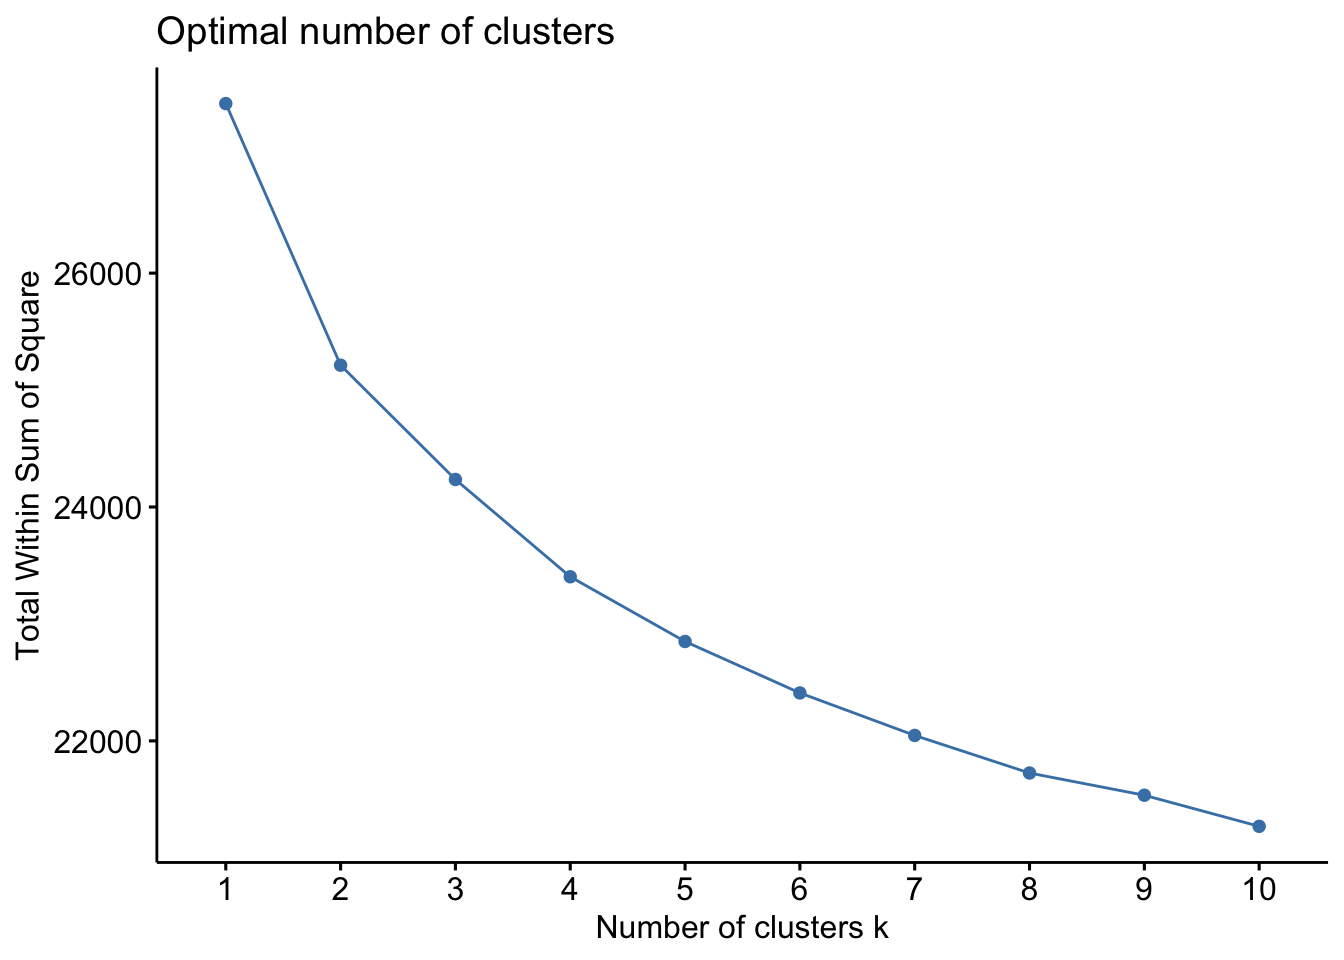 Optimal number of clusters
Total Within Sum of Square
26000
24000
22000
1 2 3 4 5 6 7 8 9 10
Number of clusters k